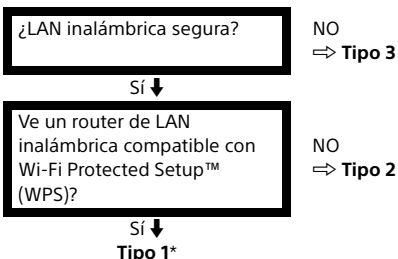 ¿LAN inalámbrica segura?
NO
⇨ Tipo 3
Sí ⬇
Ve un router de LAN
inalámbrica compatible con
Wi-Fi Protected Setup™
(WPS)?
NO
⇨ Tipo 2
Sí ⬇
Tipo 1*